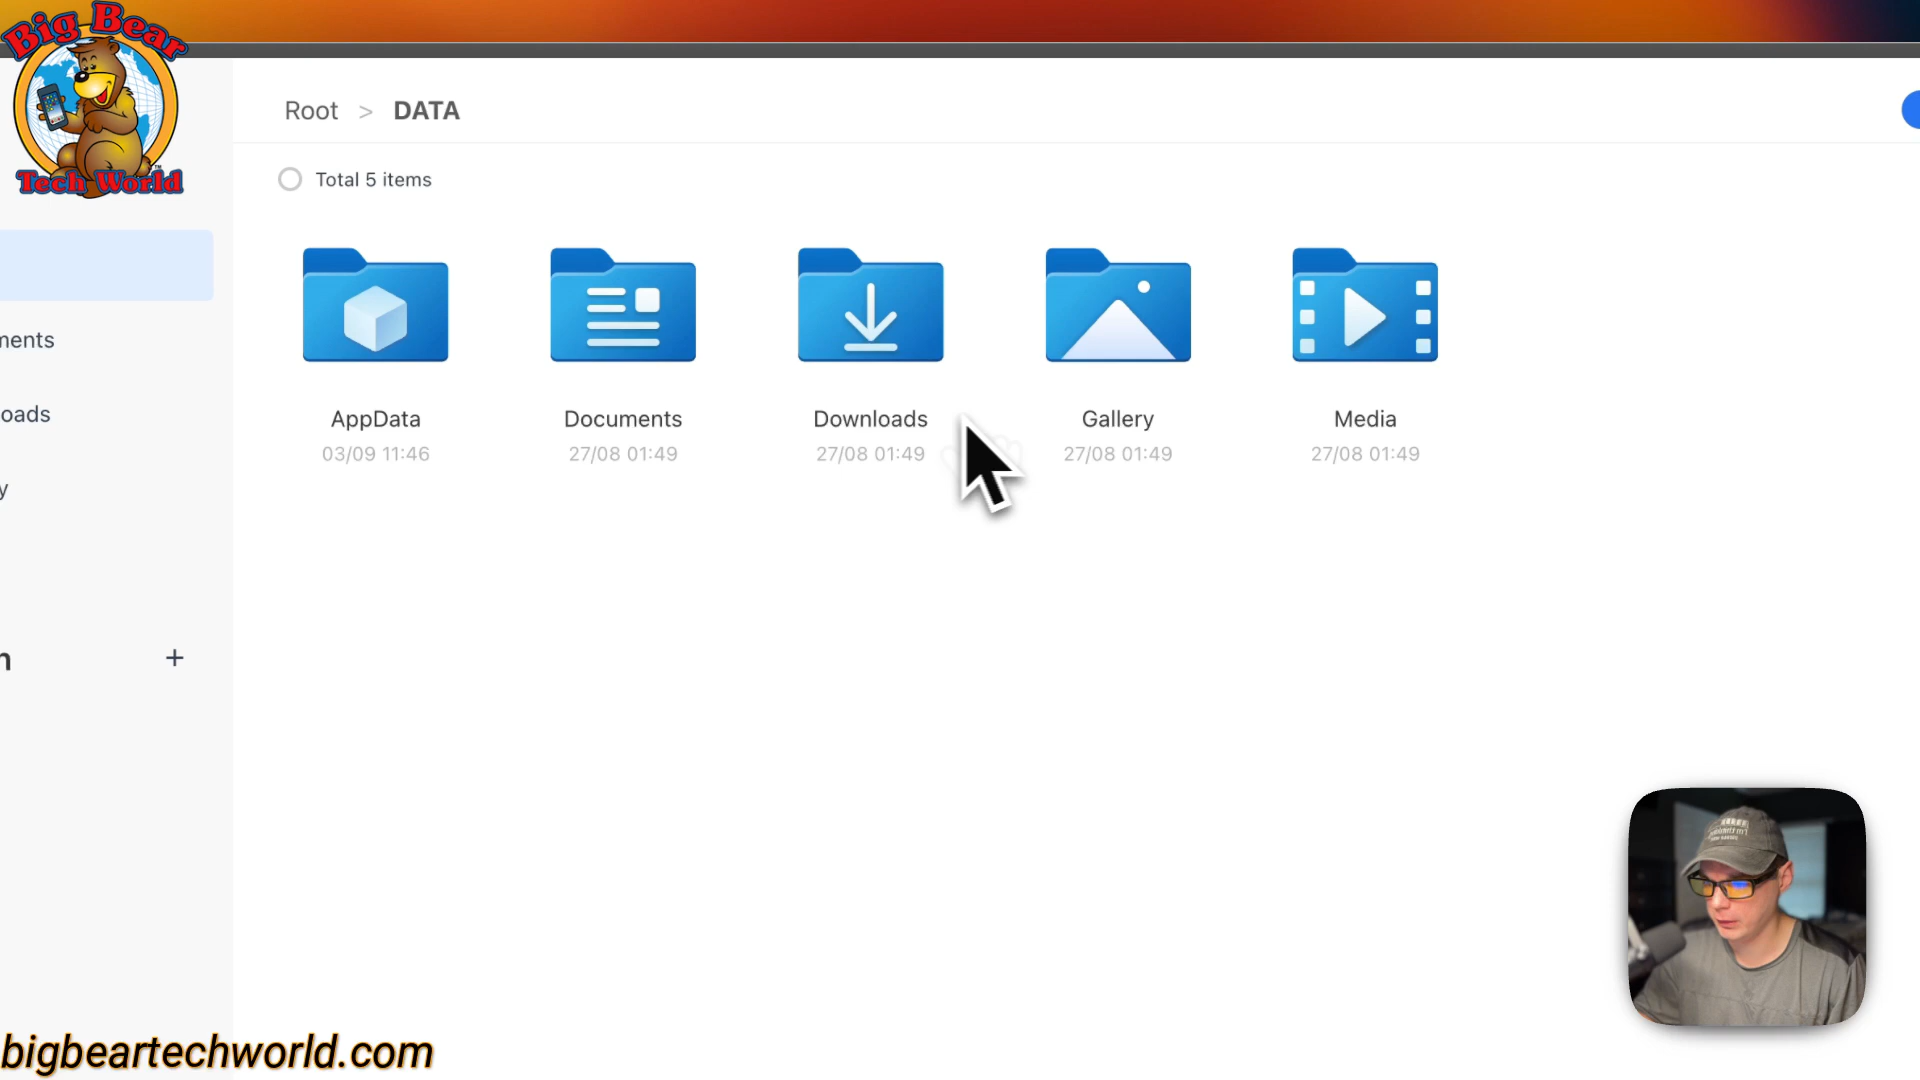 Big Bear
Tech World
TM
Root > DATA
Total 5 items
AppData
03/09 11:46
Documents
27/08 01:49
Downloads
27/08 01:49
Gallery
27/08 01:49
Media
27/08 01:49
ments
oads
y
n
+
bigbeartechworld.com